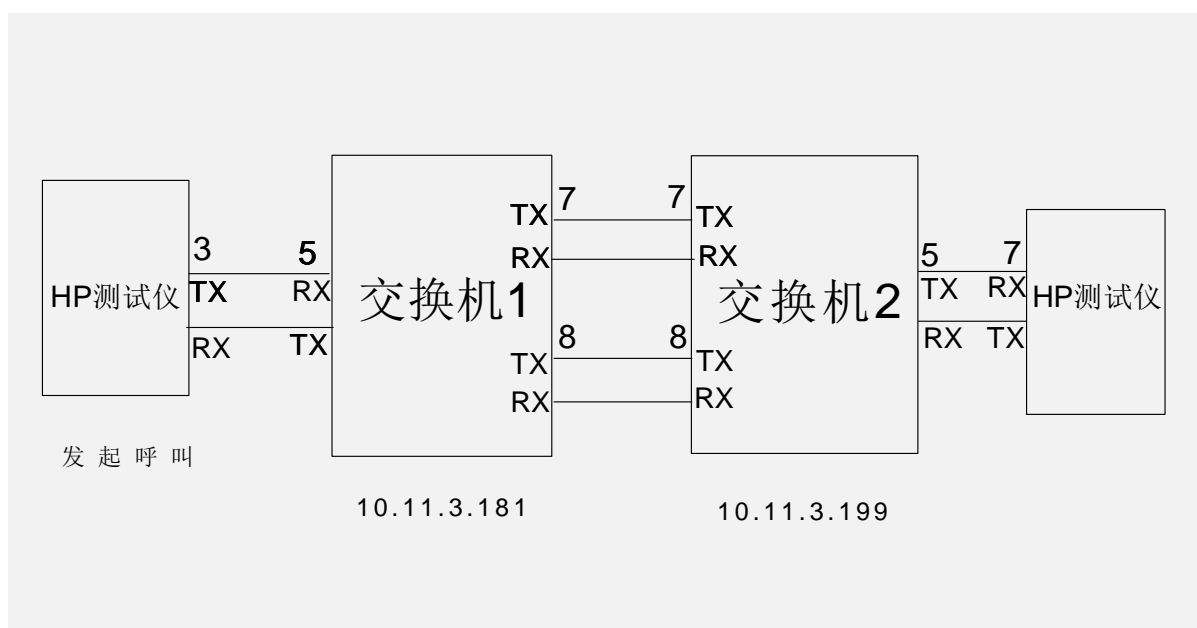 HP测试仪
3
TX
RX
5
RX
TX
发起呼叫
交换机1
TX
7
RX
TX
8
RX
10.11.3.181
7
TX
RX
8
TX
RX
交换机2
10.11.3.199
5
TX
RX
7
RX
TX
HP测试仪